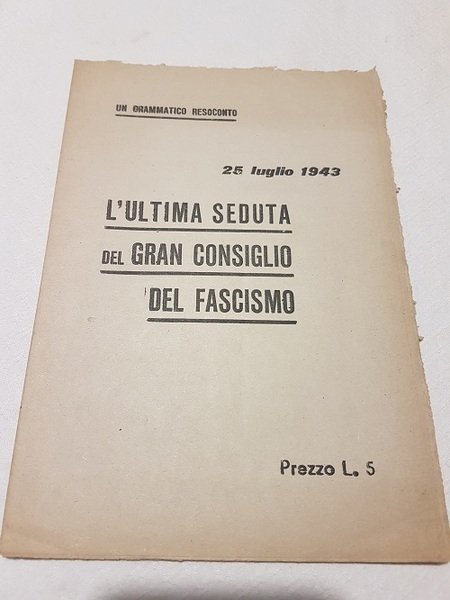 UN DRAMMATICO RESOCONTO
25 luglio 1943
L'ULTIMA SEDUTA
DEL GRAN CONSIGLIO
DEL FASCISMO
Prezzo L. 5